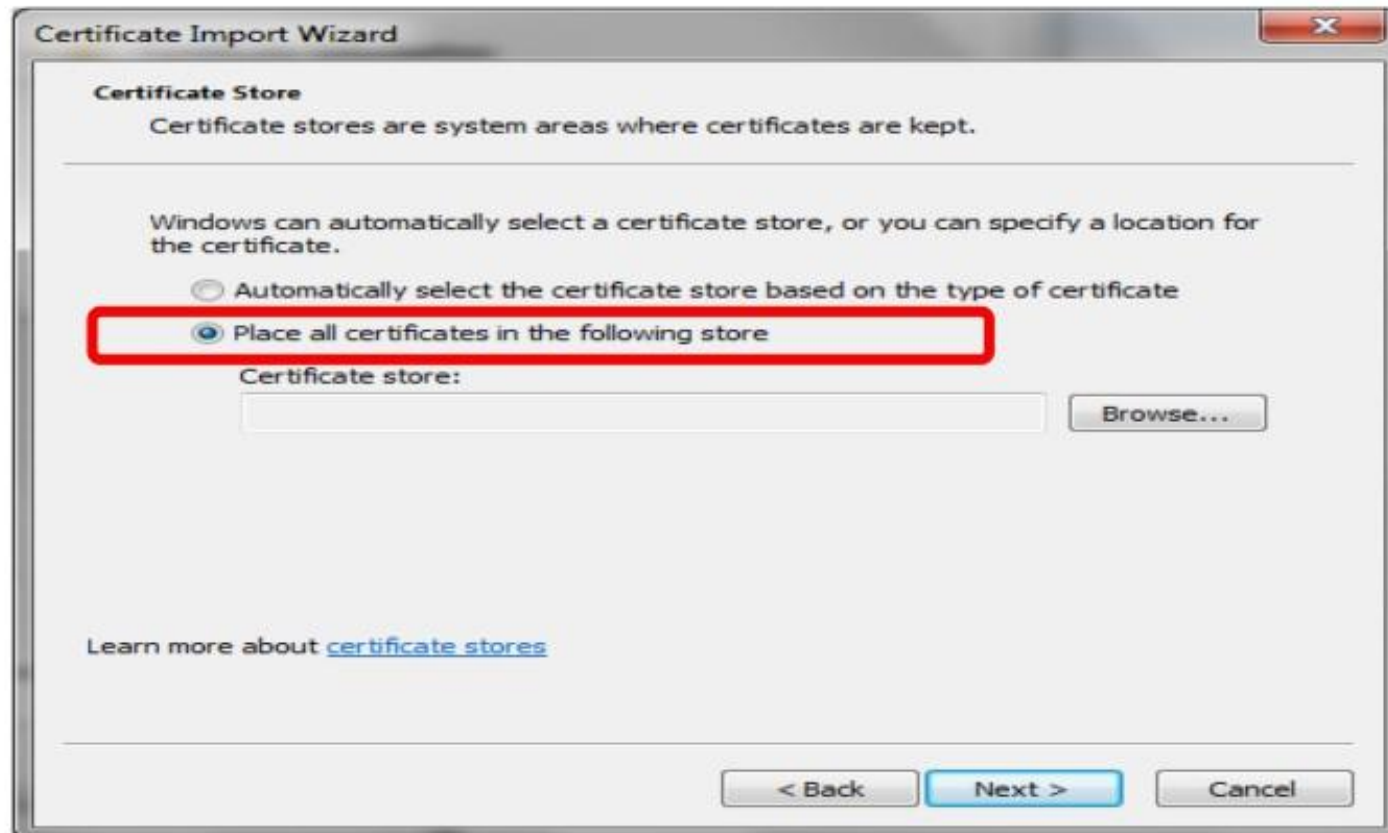 Certificate Import Wizard
Certificate Store
Certificate stores are system areas where certificates are kept.
Windows can automatically select a certificate store, or you can specify a location for
the certificate.
Automatically select the certificate store based on the type of certificate
Place all certificates in the following store
Certificate store:
Browse...
Learn more about certificate stores
< Back Next > Cancel